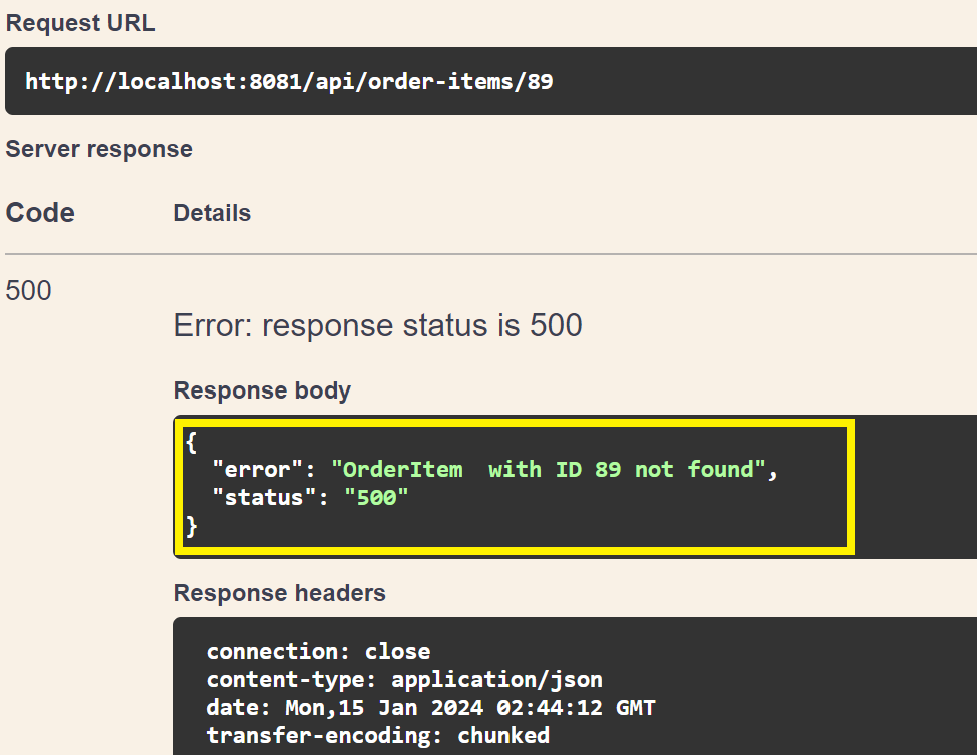 Request URL
http://localhost:8081/api/order-items/89
Server response
Code Details
500
Error: response status is 500
Response body
{
  "error": "OrderItem  with ID 89 not found",
  "status": "500"
}
Response headers
connection: close
content-type: application/json
date: Mon,15 Jan 2024 02:44:12 GMT
transfer-encoding: chunked